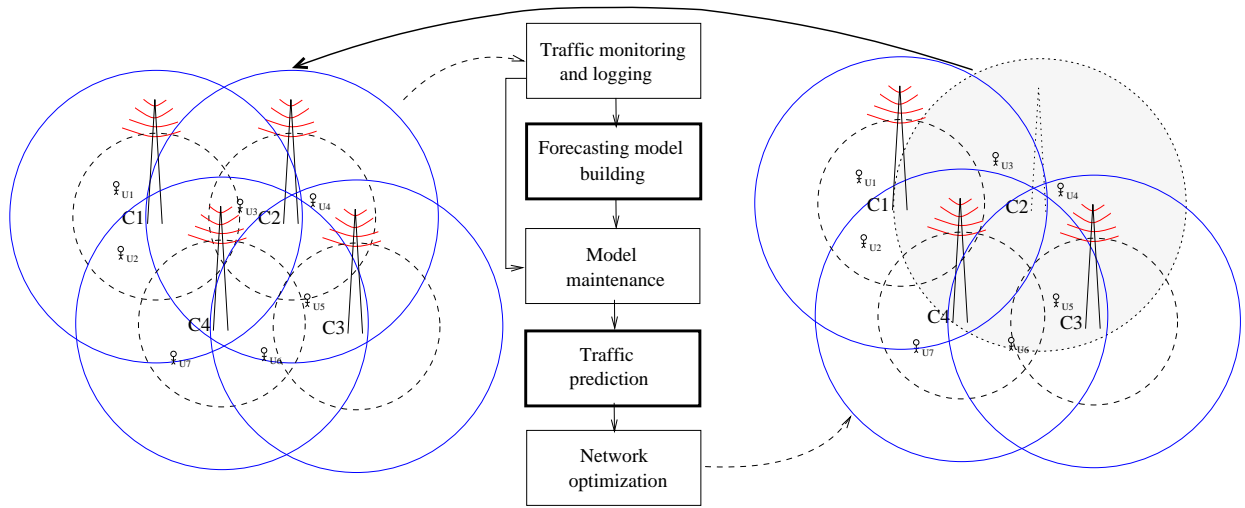 U1
C1
U2
U3
C2
U4
C4
U5
C3
U7
U6
Traffic monitoring
and logging
Forecasting model
building
Model
maintenance
Traffic
prediction
Network
optimization
U1
C1
U2
U3
C2
U4
C4
U5
C3
U7
U6